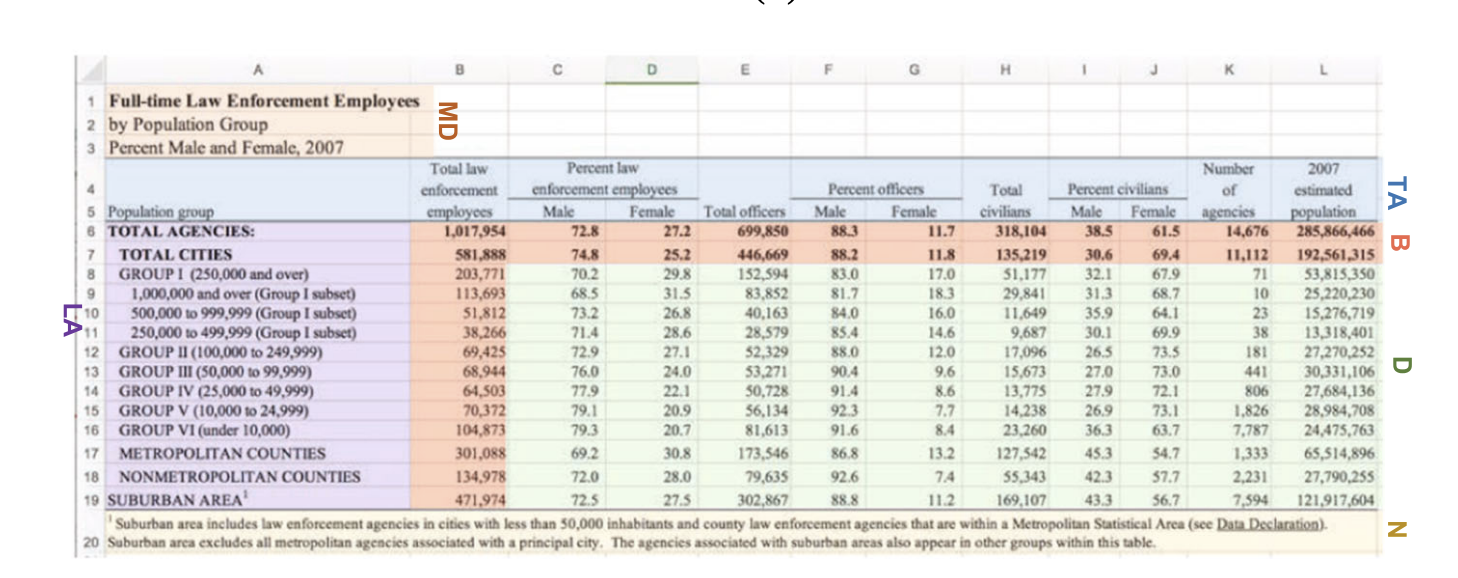 A B C D E F G H I J K L
1 Full-time Law Enforcement Employees
2 by Population Group
3 Percent Male and Female, 2007
MD
Total law Percent law Number 2007
4 enforcement enforcement employees Percent officers Total Percent civilians of estimated
5 Population group employees Male Female Total officers Male Female civilians Male Female agencies population
TA
6 TOTAL AGENCIES: 1,017,954 72.8 27.2 699,850 88.3 11.7 318,104 38.5 61.5 14,676 285,866,466
B
7 TOTAL CITIES 581,888 74.8 25.2 446,669 88.2 11.8 135,219 30.6 69.4 11,112 192,561,315
8 GROUP I (250,000 and over) 203,771 70.2 29.8 152,594 83.0 17.0 51,177 32.1 67.9 71 53,815,350
9 1,000,000 and over (Group I subset) 113,693 68.5 31.5 83,852 81.7 18.3 29,841 31.3 68.7 10 25,220,230
LA
10 500,000 to 999,999 (Group I subset) 51,812 73.2 26.8 40,163 84.0 16.0 11,649 35.9 64.1 23 15,276,719
11 250,000 to 499,999 (Group I subset) 38,266 71.4 28.6 28,579 85.4 14.6 9,687 30.1 69.9 38 13,318,401
12 GROUP II (100,000 to 249,999) 69,425 72.9 27.1 52,329 88.0 12.0 17,096 26.5 73.5 181 27,270,252
D
13 GROUP III (50,000 to 99,999) 68,944 76.0 24.0 53,271 90.4 9.6 15,673 27.0 73.0 441 30,331,106
14 GROUP IV (25,000 to 49,999) 64,503 77.9 22.1 50,728 91.4 8.6 13,775 27.9 72.1 806 27,684,136
15 GROUP V (10,000 to 24,999) 70,372 79.1 20.9 56,134 92.3 7.7 14,238 26.9 73.1 1,826 28,984,708
16 GROUP VI (under 10,000) 104,873 79.3 20.7 81,613 91.6 8.4 23,260 36.3 63.7 7,787 24,475,763
17 METROPOLITAN COUNTIES 301,088 69.2 30.8 173,546 86.8 13.2 127,542 45.3 54.7 1,333 65,514,896
18 NONMETROPOLITAN COUNTIES 134,978 72.0 28.0 79,635 92.6 7.4 55,343 42.3 57.7 2,231 27,790,255
19 SUBURBAN AREA¹ 471,974 72.5 27.5 302,867 88.8 11.2 169,107 43.3 56.7 7,594 121,917,604
¹ Suburban area includes law enforcement agencies in cities with less than 50,000 inhabitants and county law enforcement agencies that are within a Metropolitan Statistical Area (see Data Declaration).
N
20 Suburban area excludes all metropolitan agencies associated with a principal city. The agencies associated with suburban areas also appear in other groups within this table.